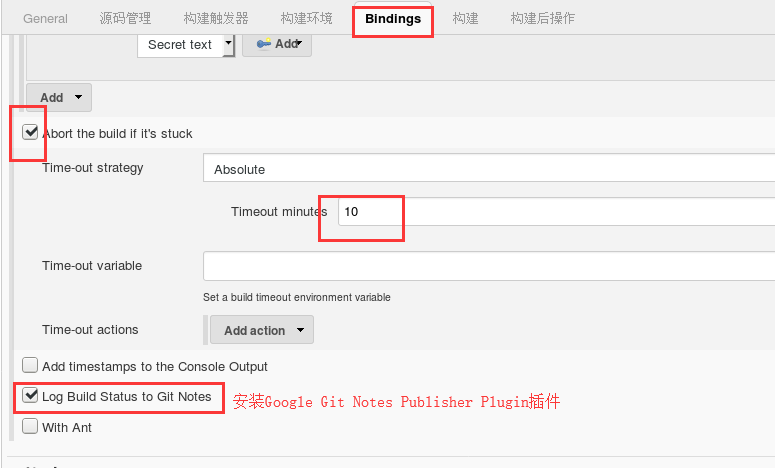 General 源码管理 构建触发器 构建环境 Bindings 构建 构建后操作
Secret text Add
Add
Abort the build if it's stuck
Time-out strategy Absolute
Timeout minutes 10
Time-out variable
Set a build timeout environment variable
Time-out actions Add action
Add timestamps to the Console Output
Log Build Status to Git Notes 安装Google Git Notes Publisher Plugin插件
With Ant